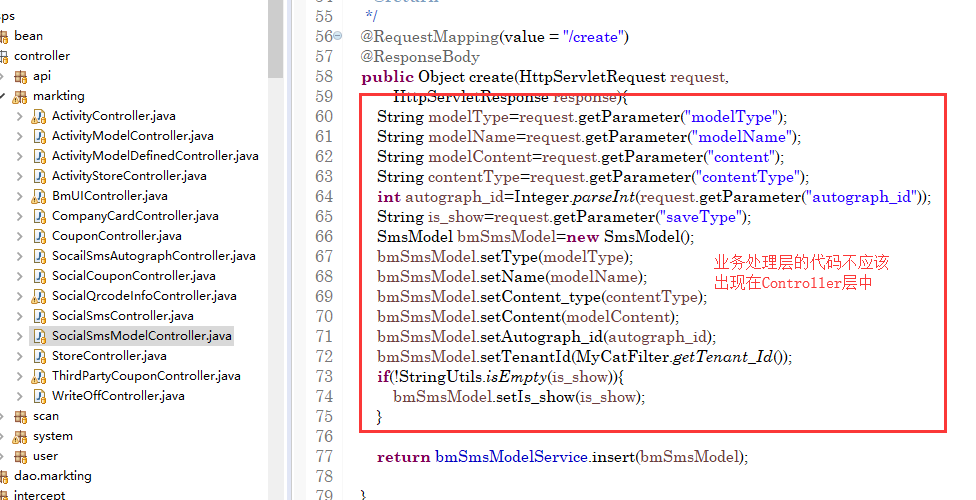 ps
bean
controller
api
markting
ActivityController.java
ActivityModelController.java
ActivityModelDefinedController.java
ActivityStoreController.java
BmUIController.java
CompanyCardController.java
CouponController.java
SocailSmsAutographController.java
SocialCouponController.java
SocialQrcodeInfoController.java
SocialSmsController.java
SocialSmsModelController.java
StoreController.java
ThirdPartyCouponController.java
WriteOffController.java
scan
system
user
dao.markting
intercept
55 */
56 @RequestMapping(value = "/create")
57 @ResponseBody
58 public Object create(HttpServletRequest request,
59 HttpServletResponse response){
60 String modelType=request.getParameter("modelType");
61 String modelName=request.getParameter("modelName");
62 String modelContent=request.getParameter("content");
63 String contentType=request.getParameter("contentType");
64 int autograph_id=Integer.parseInt(request.getParameter("autograph_id"));
65 String is_show=request.getParameter("saveType");
66 SmsModel bmSmsModel=new SmsModel();
67 bmSmsModel.setType(modelType);
68 bmSmsModel.setName(modelName);
69 bmSmsModel.setContent_type(contentType);
70 bmSmsModel.setContent(modelContent);
71 bmSmsModel.setAutograph_id(autograph_id);
72 bmSmsModel.setTenantId(MyCatFilter.getTenant_Id());
73 if(!StringUtils.isEmpty(is_show)){
74 bmSmsModel.setIs_show(is_show);
75 }
76
77 return bmSmsModelService.insert(bmSmsModel);
78
79 }
业务处理层的代码不应该
出现在Controller层中